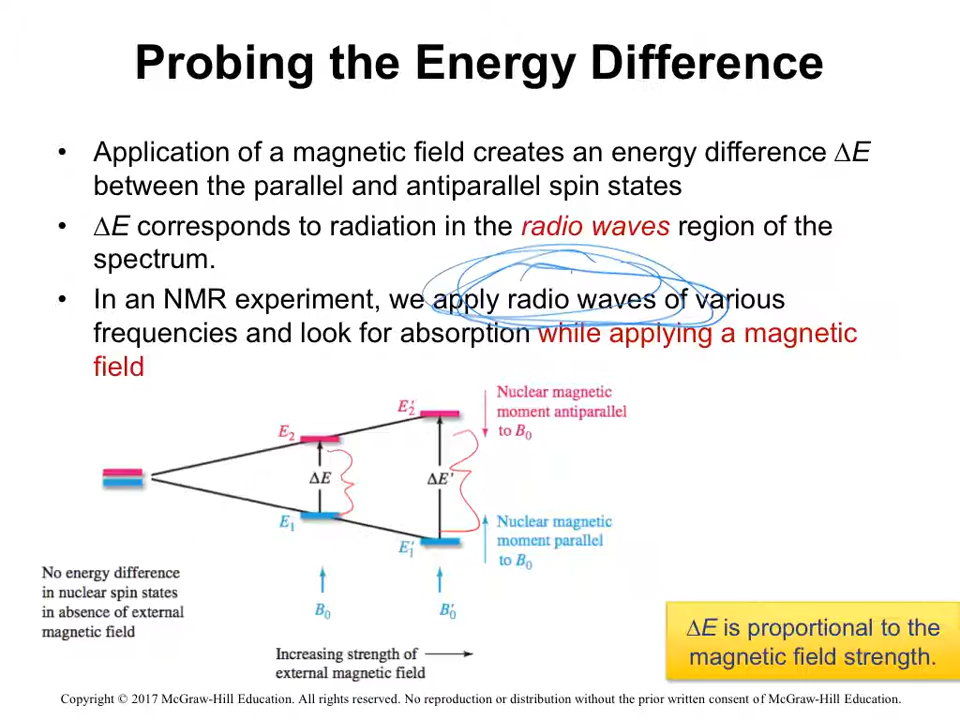 Probing the Energy Difference
• Application of a magnetic field creates an energy difference ΔE
between the parallel and antiparallel spin states
• ΔE corresponds to radiation in the radio waves region of the
spectrum.
• In an NMR experiment, we apply radio waves of various
frequencies and look for absorption while applying a magnetic
field
E₂
E′₂
Nuclear magnetic
moment antiparallel
to B₀
ΔE
ΔE'
E₁
E′₁
Nuclear magnetic
moment parallel
to B₀
No energy difference
in nuclear spin states
in absence of external
magnetic field
B₀
B′₀
Increasing strength of
external magnetic field
ΔE is proportional to the
magnetic field strength.
Copyright © 2017 McGraw-Hill Education. All rights reserved. No reproduction or distribution without the prior written consent of McGraw-Hill Education.